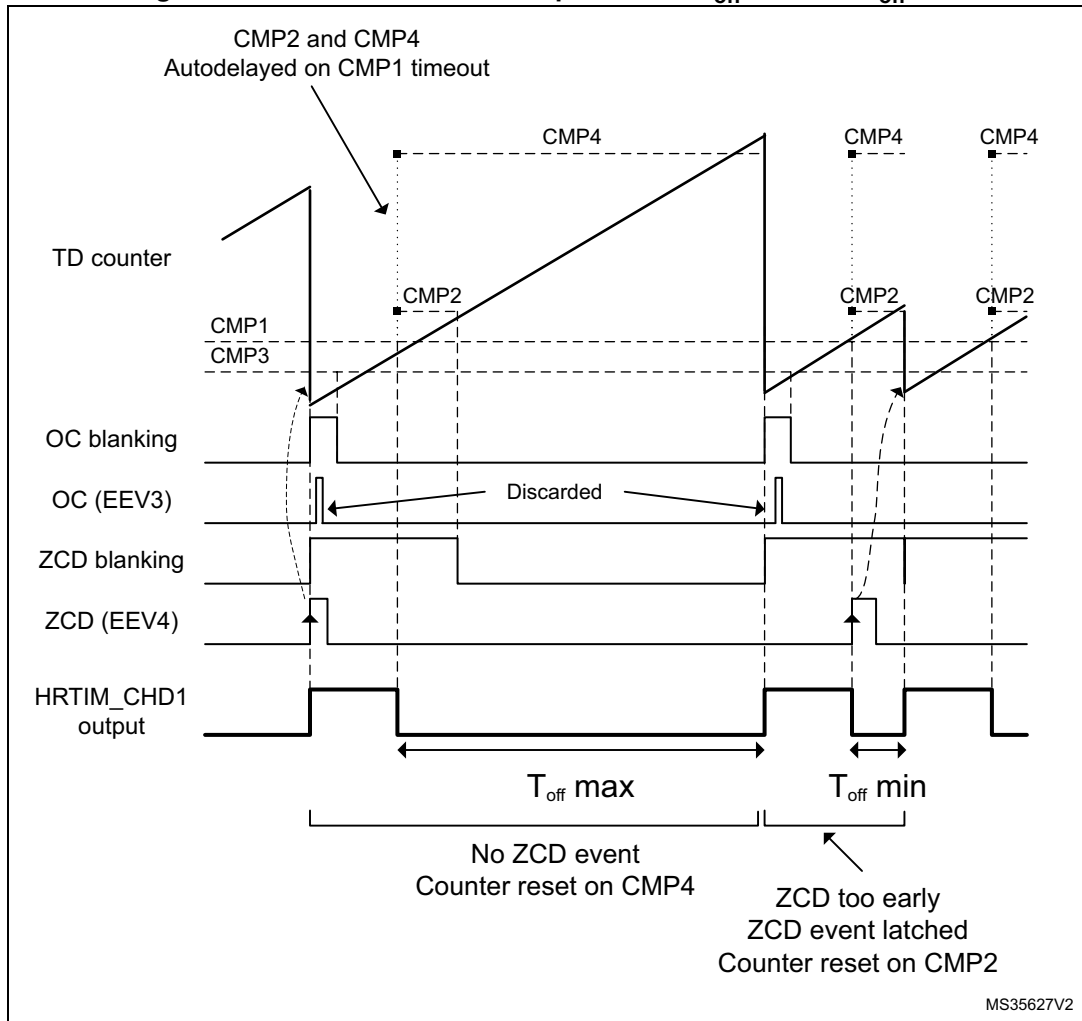 CMP2 and CMP4
Autodelayed on CMP1 timeout
CMP4
CMP4
CMP4
TD counter
CMP2
CMP2
CMP2
CMP1
CMP3
OC blanking
OC (EEV3)
Discarded
ZCD blanking
ZCD (EEV4)
HRTIM_CHD1
output
Toff max
Toff min
No ZCD event
Counter reset on CMP4
ZCD too early
ZCD event latched
Counter reset on CMP2
MS35627V2